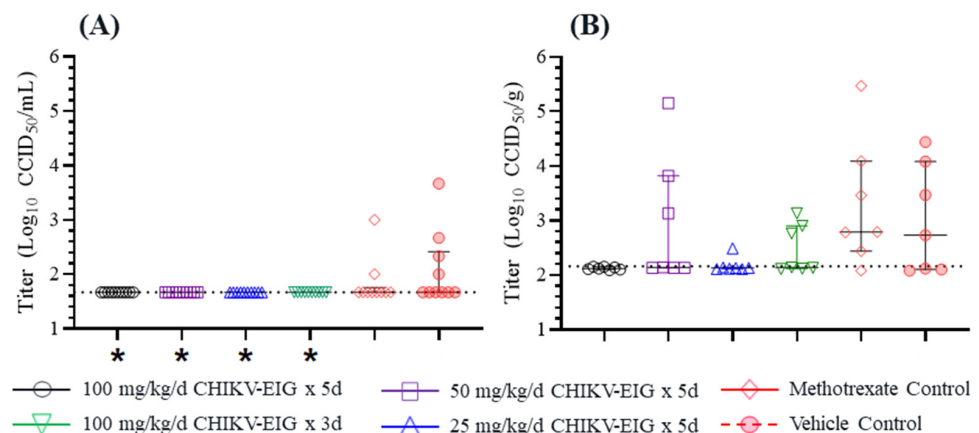 (A)
(B)
Titer (Log10 CCID50/mL)
6
5
4
3
2
1
* * * *
Titer (Log10 CCID50/g)
6
5
4
3
2
1
100 mg/kg/d CHIKV-EIG x 5d
50 mg/kg/d CHIKV-EIG x 5d
Methotrexate Control
100 mg/kg/d CHIKV-EIG x 3d
25 mg/kg/d CHIKV-EIG x 5d
Vehicle Control